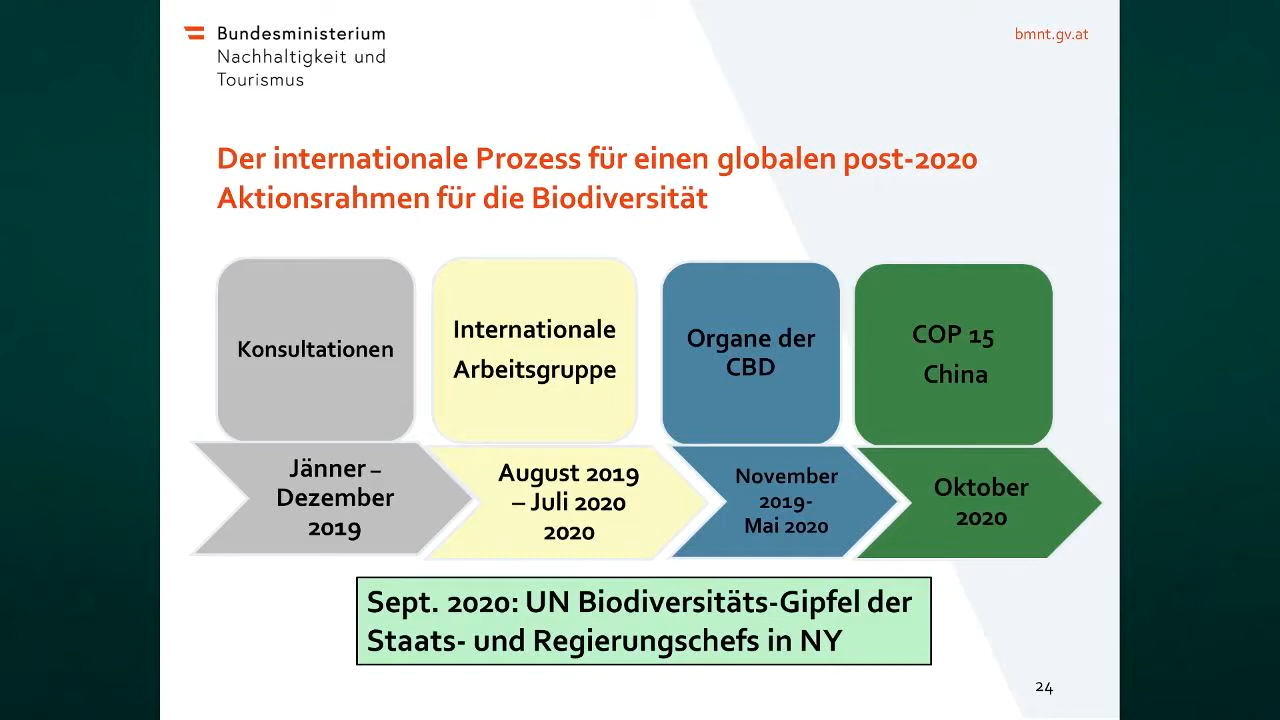 Bundesministerium
Nachhaltigkeit und
Tourismus
bmnt.gv.at
Der internationale Prozess für einen globalen post-2020
Aktionsrahmen für die Biodiversität
Konsultationen
Internationale
Arbeitsgruppe
Organe der
CBD
COP 15
China
Jänner –
Dezember
2019
August 2019
– Juli 2020
2020
November
2019-
Mai 2020
Oktober
2020
Sept. 2020: UN Biodiversitäts-Gipfel der
Staats- und Regierungschefs in NY
24